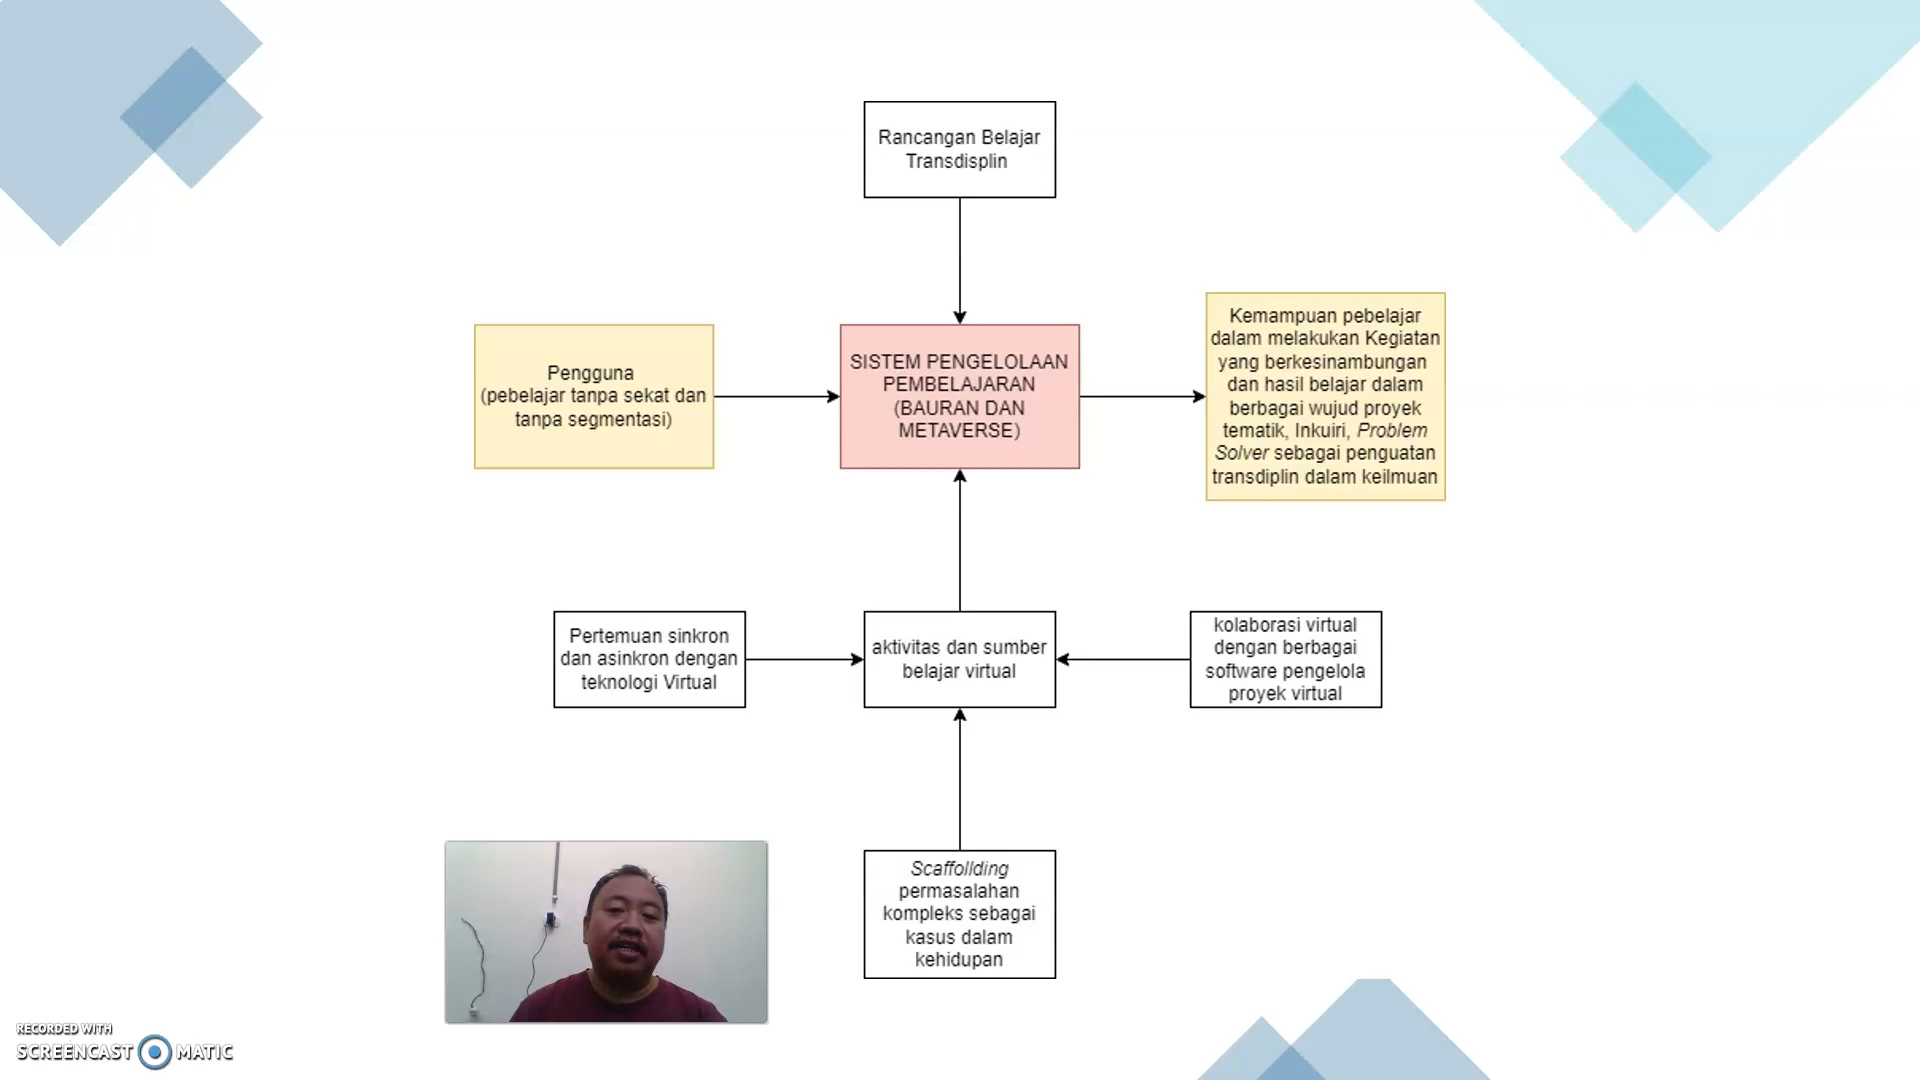 Rancangan Belajar
Transdisplin
Pengguna
(pebelajar tanpa sekat dan
tanpa segmentasi)
SISTEM PENGELOLAAN
PEMBELAJARAN
(BAURAN DAN
METAVERSE)
Kemampuan pebelajar
dalam melakukan Kegiatan
yang berkesinambungan
dan hasil belajar dalam
berbagai wujud proyek
tematik, Inkuiri, Problem
Solver sebagai penguatan
transdiplin dalam keilmuan
Pertemuan sinkron
dan asinkron dengan
teknologi Virtual
aktivitas dan sumber
belajar virtual
kolaborasi virtual
dengan berbagai
software pengelola
proyek virtual
Scaffollding
permasalahan
kompleks sebagai
kasus dalam
kehidupan
RECORDED WITH
SCREENCAST MATIC